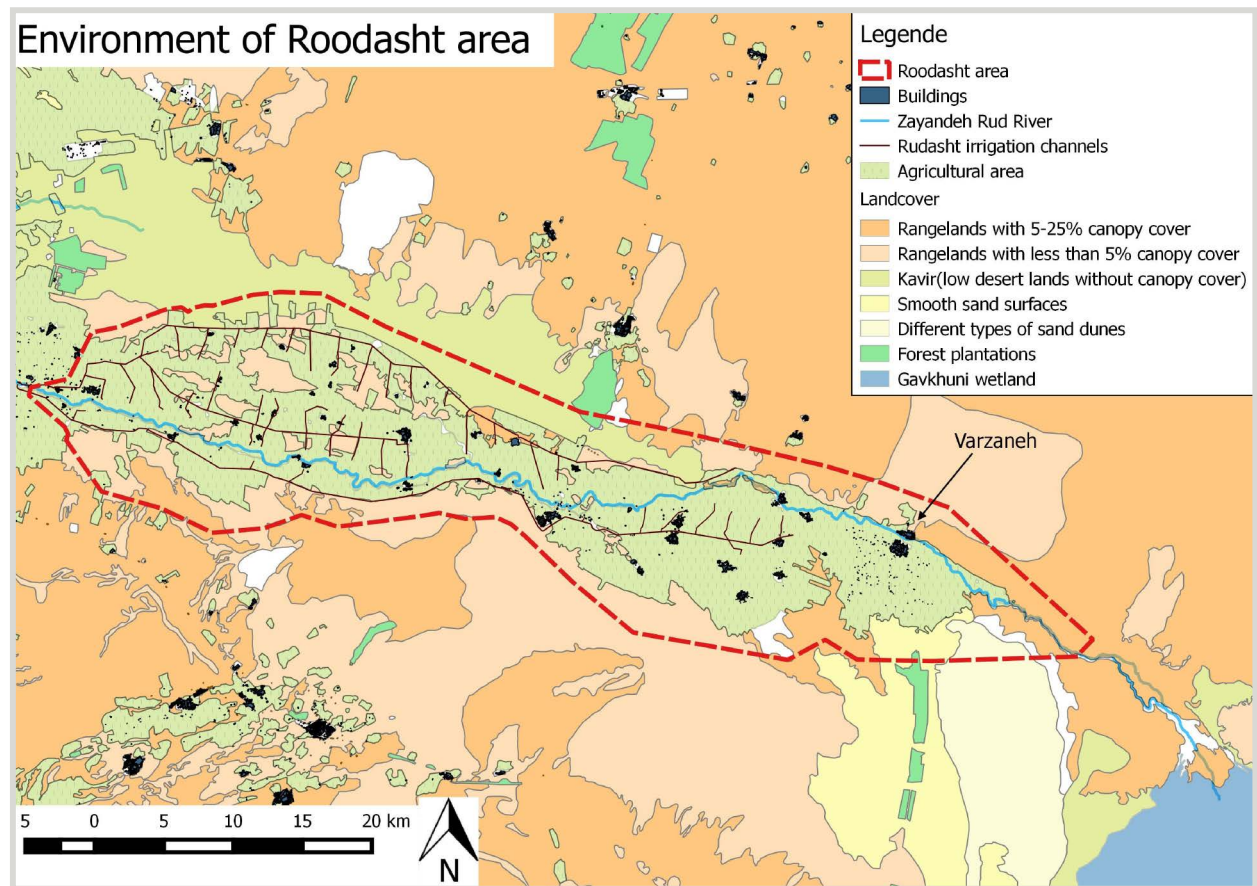 Environment of Roodasht area
Legende
Roodasht area
Buildings
Zayandeh Rud River
Rudasht irrigation channels
Agricultural area
Landcover
Rangelands with 5-25% canopy cover
Rangelands with less than 5% canopy cover
Kavir(low desert lands without canopy cover)
Smooth sand surfaces
Different types of sand dunes
Forest plantations
Gavkhuni wetland
Varzaneh
5 0 5 10 15 20 km
N